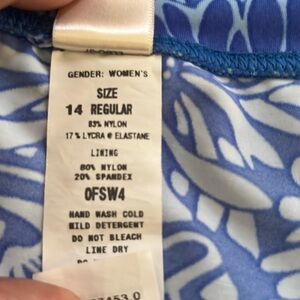 GENDER: WOMEN'S
SIZE
14 REGULAR
83% NYLON
17% LYCRA @ ELASTANE
LINING
80% NYLON
20% SPANDEX
OFSW4
HAND WASH COLD
MILD DETERGENT
DO NOT BLEACH
LINE DRY